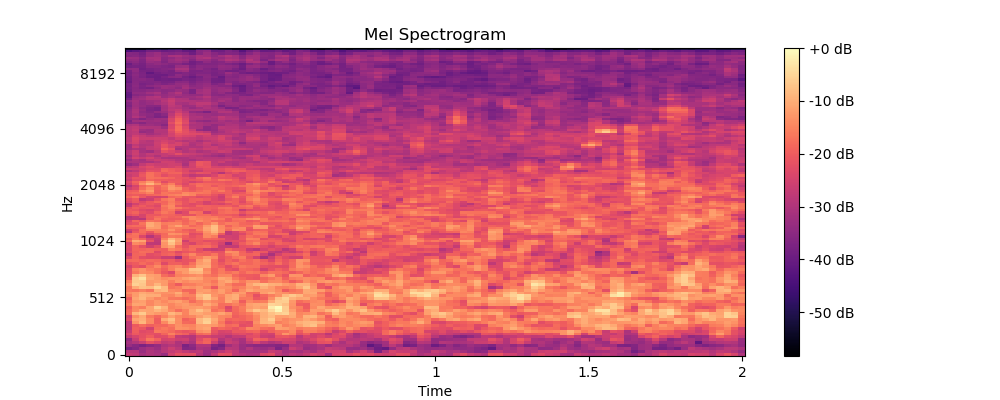 Mel Spectrogram
Hz
8192
4096
2048
1024
512
0
0
0.5
1
1.5
2
Time
+0 dB
-10 dB
-20 dB
-30 dB
-40 dB
-50 dB